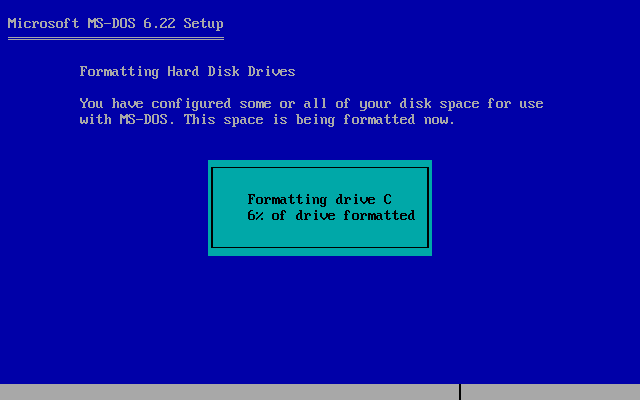 Microsoft MS-DOS 6.22 Setup
Formatting Hard Disk Drives
You have configured some or all of your disk space for use
with MS-DOS. This space is being formatted now.
Formatting drive C
6% of drive formatted